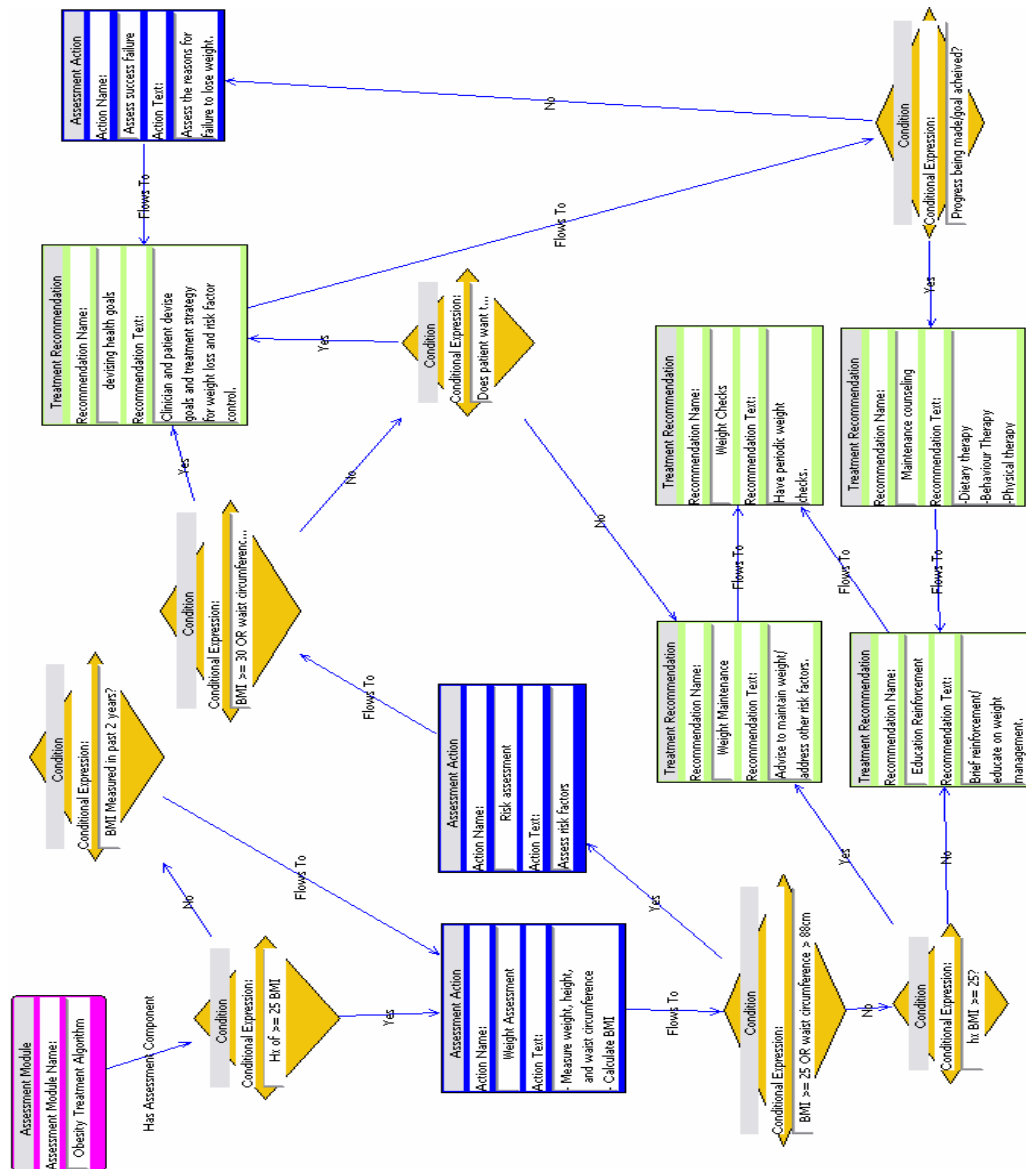 Assessment Module
Assessment Module Name:
Obesity Treatment Algorithm
Has Assessment Component
Condition
Conditional Expression:
Hx of >= 25 BMI
No
Yes
Condition
Conditional Expression:
BMI Measured in past 2 years?
Flows To
Assessment Action
Action Name:
Weight Assessment
Action Text:
- Measure weight, height,
and waist circumference
- Calculate BMI
Flows To
Condition
Conditional Expression:
BMI >= 25 OR waist circumference > 88cm
Yes
No
Condition
Conditional Expression:
hx BMI >= 25?
Yes
No
Assessment Action
Action Name:
Risk assessment
Action Text:
Assess risk factors
Flows To
Condition
Conditional Expression:
BMI >= 30 OR waist circumferenc...
Yes
No
Condition
Conditional Expression:
Does patient want t...
Yes
No
Treatment Recommendation
Recommendation Name:
devising health goals
Recommendation Text:
Clinician and patient devise
goals and treatment strategy
for weight loss and risk factor
control.
Flows To
Assessment Action
Action Name:
Assess success failure
Action Text:
Assess the reasons for
failure to lose weight.
Flows To
Condition
Conditional Expression:
Progress being made/goal adheived?
No
Yes
Treatment Recommendation
Recommendation Name:
Maintenance counseling
Recommendation Text:
-Dietary therapy
-Behaviour Therapy
-Physical therapy
Flows To
Treatment Recommendation
Recommendation Name:
Education Reinforcement
Recommendation Text:
Brief reinforcement/
educate on weight
management.
Flows To
Treatment Recommendation
Recommendation Name:
Weight Maintenance
Recommendation Text:
Advise to maintain weight/
address other risk factors.
Flows To
Treatment Recommendation
Recommendation Name:
Weight Checks
Recommendation Text:
Have periodic weight
checks.